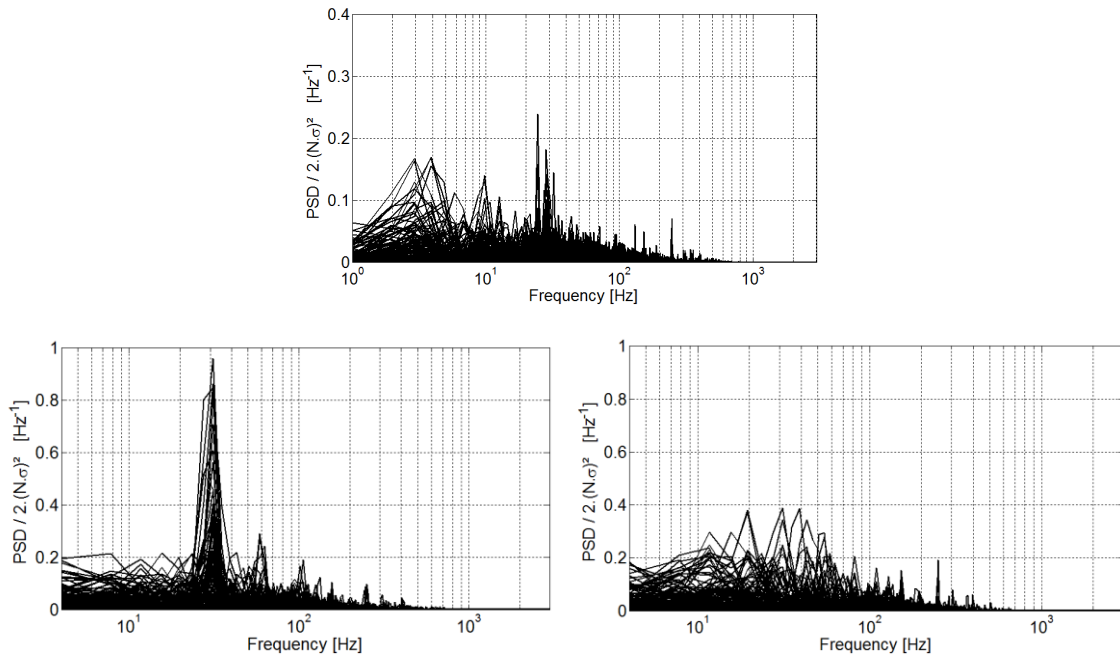 0.4
0.3
0.2
0.1
0
PSD / 2.(N.σ)² [Hz⁻¹]
10⁰ 10¹ 10² 10³
Frequency [Hz]
1
0.8
0.6
0.4
0.2
0
PSD / 2.(N.σ)² [Hz⁻¹]
10¹ 10² 10³
Frequency [Hz]
1
0.8
0.6
0.4
0.2
0
PSD / 2.(N.σ)² [Hz⁻¹]
10¹ 10² 10³
Frequency [Hz]